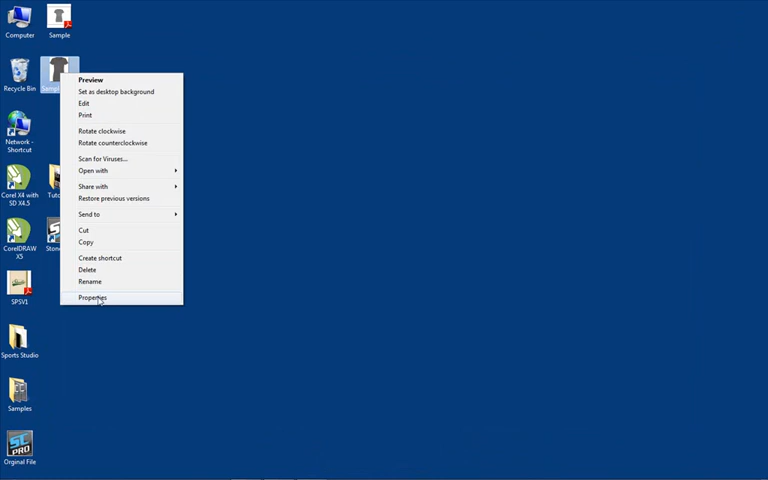 Computer
Sample
Recycle Bin
Network -
Shortcut
Corel X4 with
SD X4.5
CorelDRAW
X5
SPSV1
Sports Studio
Samples
Orginal File
Preview
Set as desktop background
Edit
Print
Rotate clockwise
Rotate counterclockwise
Scan for Viruses...
Open with
Share with
Restore previous versions
Send to
Cut
Copy
Create shortcut
Delete
Rename
Properties